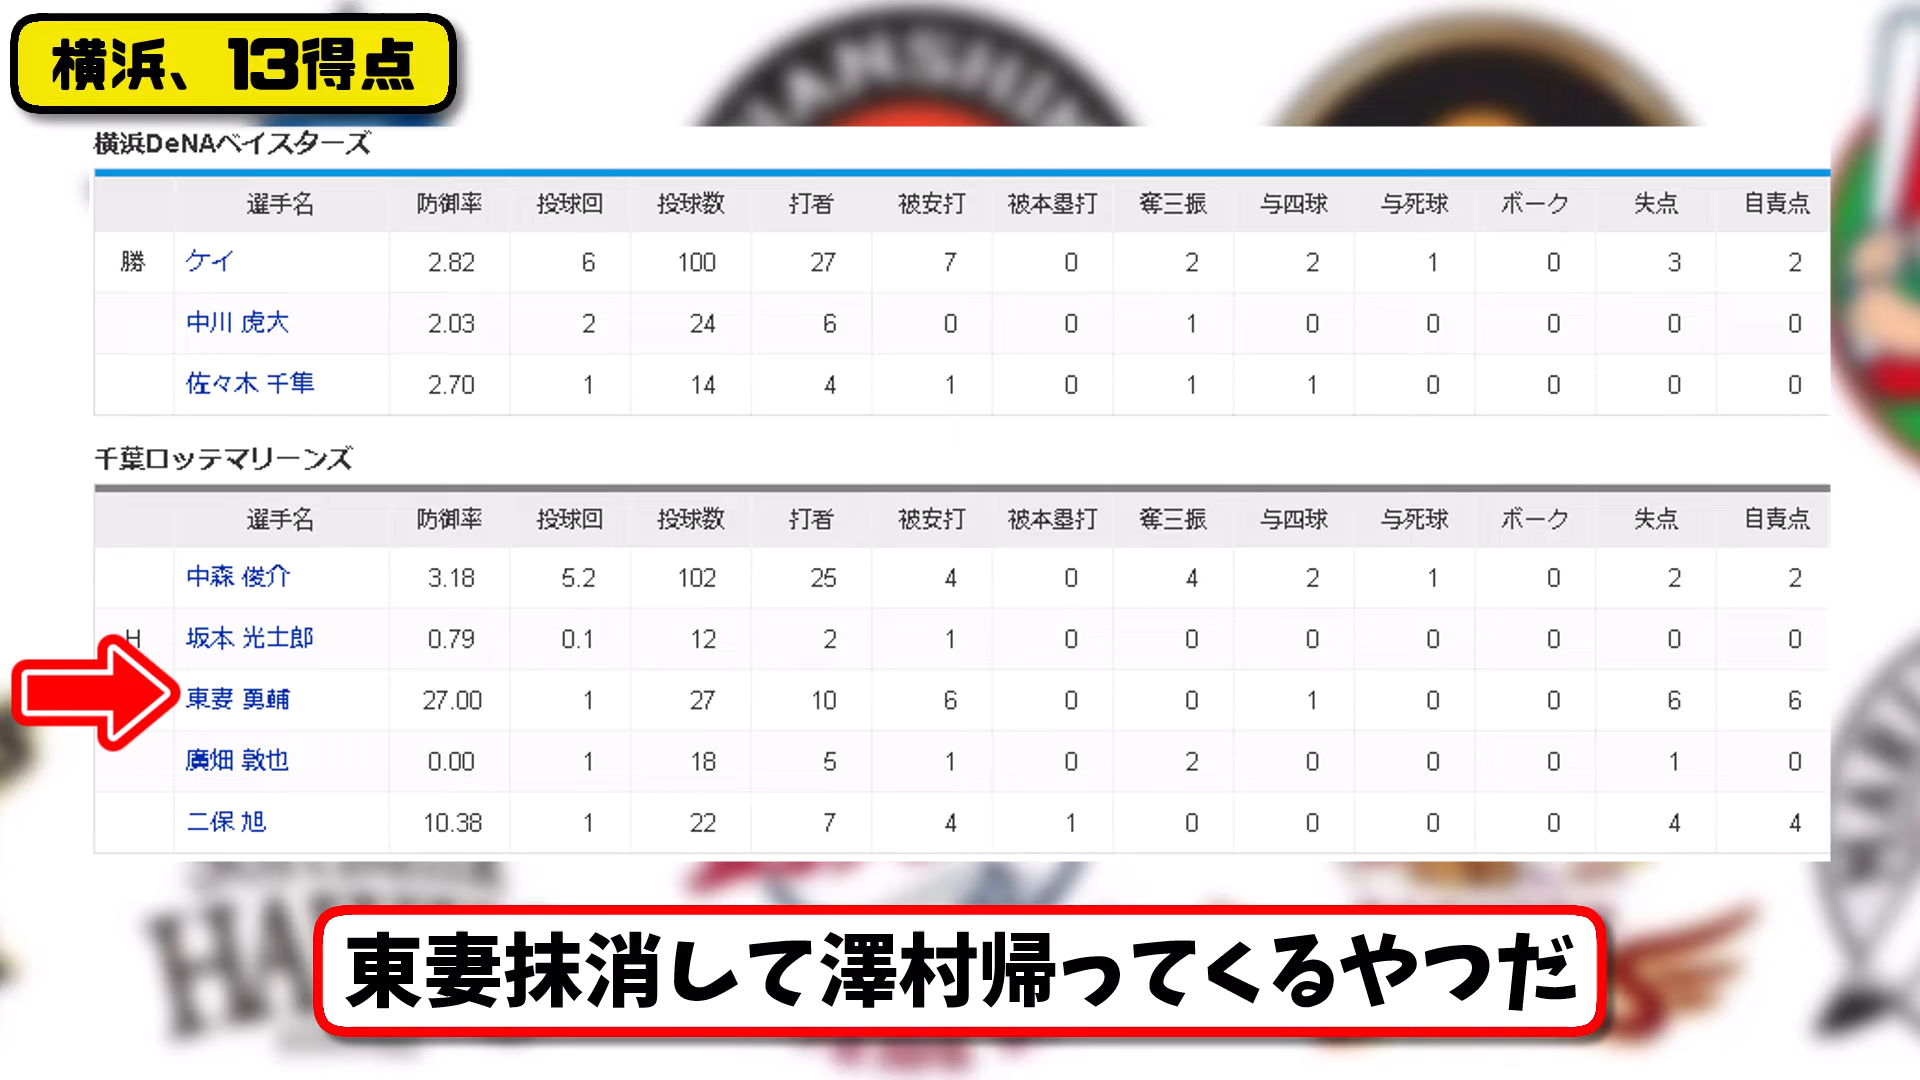 横浜、13得点
横浜DeNAベイスターズ
選手名 防御率 投球回 投球数 打者 被安打 被本塁打 奪三振 与四球 与死球 ボーク 失点 自責点
勝 ケイ 2.82 6 100 27 7 0 2 2 1 0 3 2
中川 虎大 2.03 2 24 6 0 0 1 0 0 0 0 0
佐々木 千隼 2.70 1 14 4 1 0 1 1 0 0 0 0
千葉ロッテマリーンズ
選手名 防御率 投球回 投球数 打者 被安打 被本塁打 奪三振 与四球 与死球 ボーク 失点 自責点
中森 俊介 3.18 5.2 102 25 4 0 4 2 1 0 2 2
H 坂本 光士郎 0.79 0.1 12 2 1 0 0 0 0 0 0 0
東妻 勇輔 27.00 1 27 10 6 0 0 1 0 0 6 6
廣畑 敦也 0.00 1 18 5 1 0 2 0 0 0 1 0
二保 旭 10.38 1 22 7 4 1 0 0 0 0 4 4
東妻抹消して澤村帰ってくるやつだ